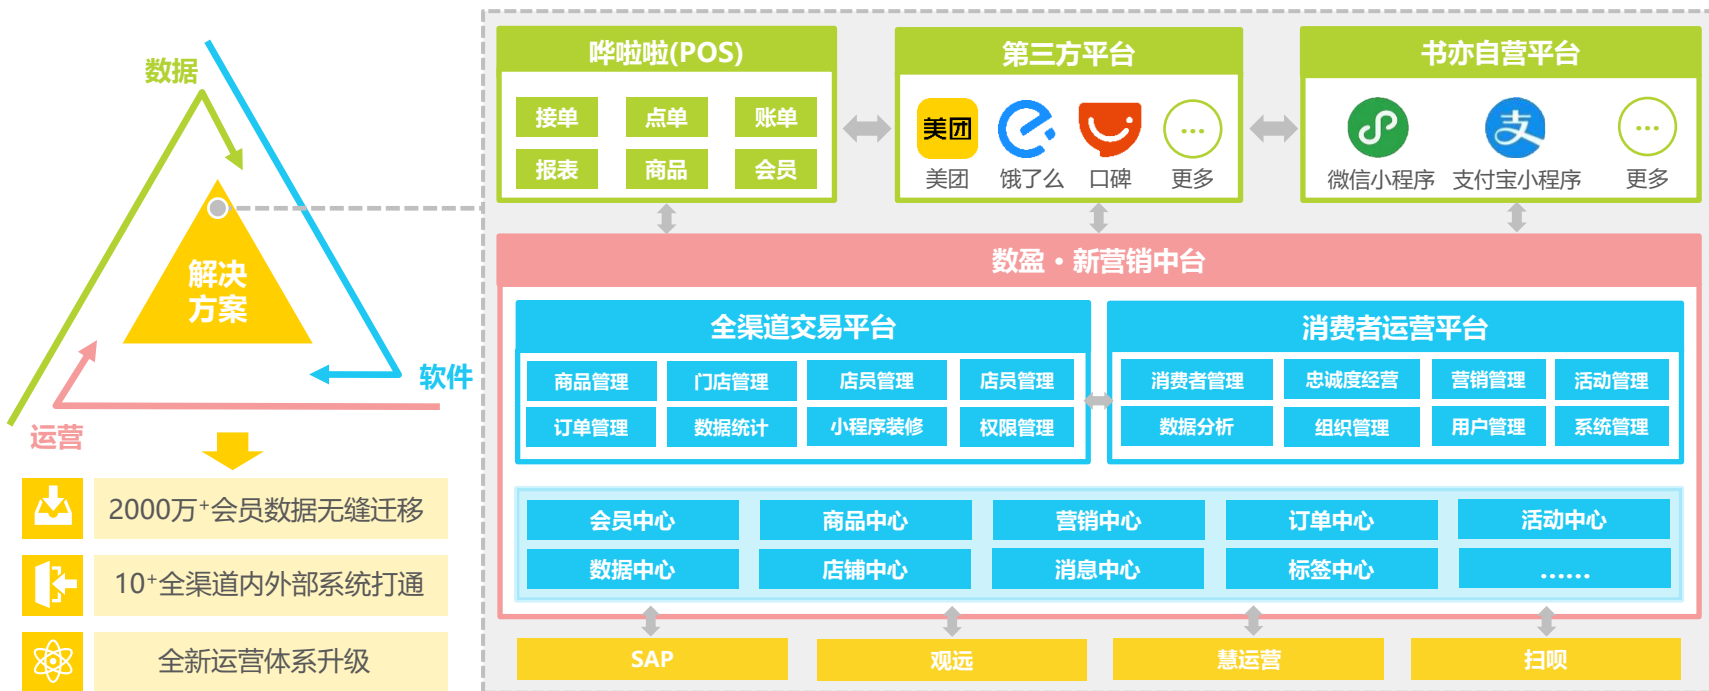 数据
解决
方案
软件
运营
2000万+会员数据无缝迁移
10+全渠道内外部系统打通
全新运营体系升级
哗啦啦(POS)
接单 点单 账单
报表 商品 会员
第三方平台
美团
美团 饿了么 口碑 更多
书亦自营平台
支
微信小程序 支付宝小程序 更多
数盈·新营销中台
全渠道交易平台
商品管理 门店管理 店员管理 店员管理
订单管理 数据统计 小程序装修 权限管理
消费者运营平台
消费者管理 忠诚度经营 营销管理 活动管理
数据分析 组织管理 用户管理 系统管理
会员中心 商品中心 营销中心 订单中心 活动中心
数据中心 店铺中心 消息中心 标签中心 ……
SAP 观远 慧运营 扫呗